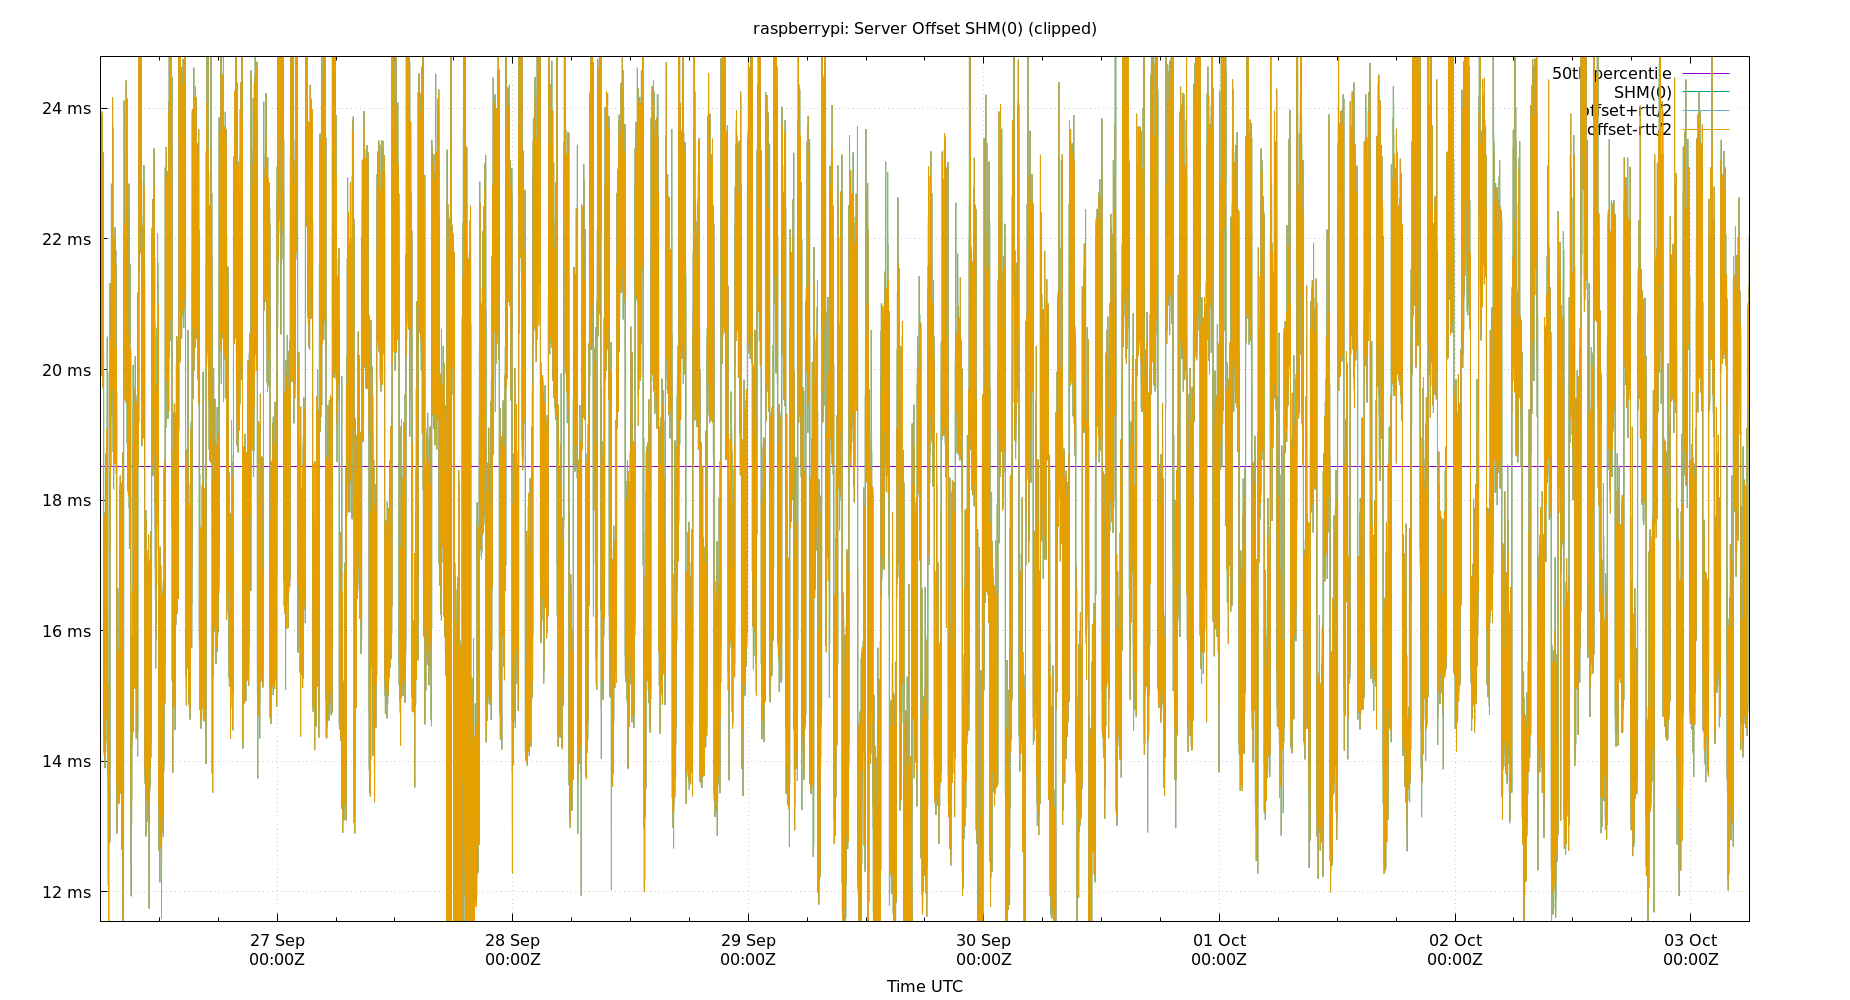 raspberrypi: Server Offset SHM(0) (clipped)
50th percentile
SHM(0)
offset+rtt/2
offset-rtt/2
24 ms
22 ms
20 ms
18 ms
16 ms
14 ms
12 ms
27 Sep
00:00Z
28 Sep
00:00Z
29 Sep
00:00Z
30 Sep
00:00Z
01 Oct
00:00Z
02 Oct
00:00Z
03 Oct
00:00Z
Time UTC